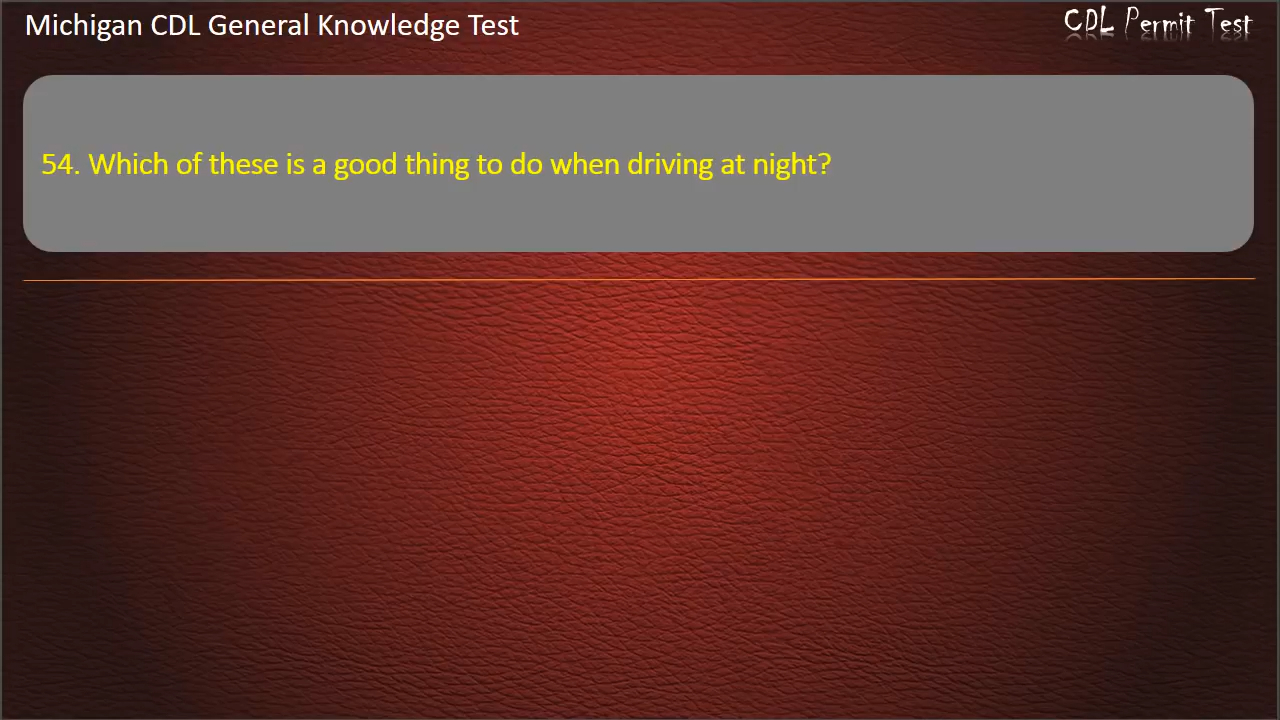 Michigan CDL General Knowledge Test
CDL Permit Test
54. Which of these is a good thing to do when driving at night?